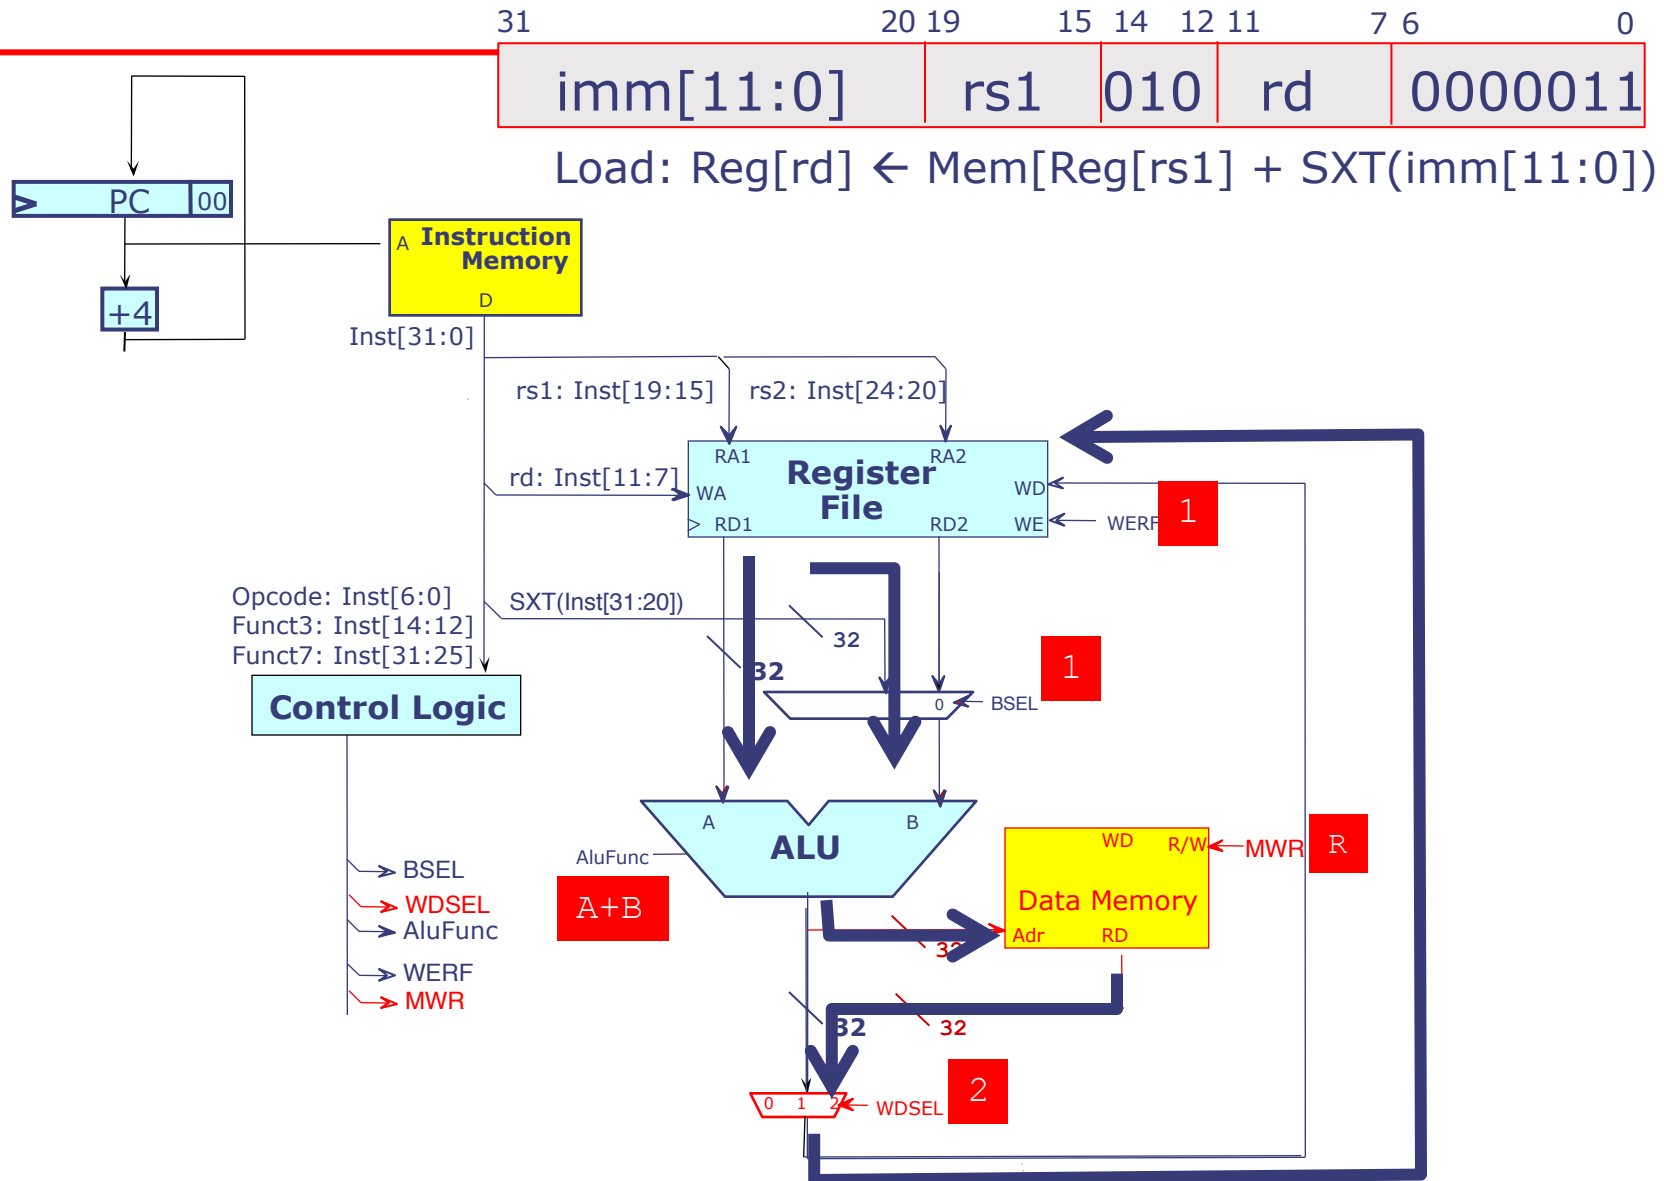 31 20 19 15 14 12 11 7 6 0
imm[11:0] rs1 010 rd 0000011
Load: Reg[rd] ← Mem[Reg[rs1] + SXT(imm[11:0])
PC 00
A Instruction
Memory
D
+4
Inst[31:0]
rs1: Inst[19:15] rs2: Inst[24:20]
RA1 RA2
Register
File
rd: Inst[11:7]
WA WD
RD1 RD2 WE
WERF 1
Opcode: Inst[6:0]
Funct3: Inst[14:12]
Funct7: Inst[31:25]
SXT(Inst[31:20])
32
32
1
0 BSEL
Control Logic
A B
ALU
AluFunc
A+B
WD R/W MWR R
Data Memory
Adr RD
32
BSEL
WDSEL
AluFunc
WERF
MWR
32 32
0 1 2 WDSEL 2